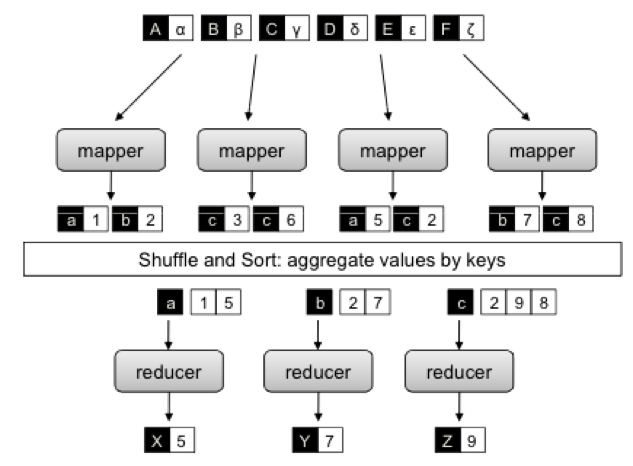 A α B β C γ D δ E ε F ζ
mapper mapper mapper mapper
a 1 b 2 c 3 c 6 a 5 c 2 b 7 c 8
Shuffle and Sort: aggregate values by keys
a 1 5 b 2 7 c 2 9 8
reducer reducer reducer
X 5 Y 7 Z 9